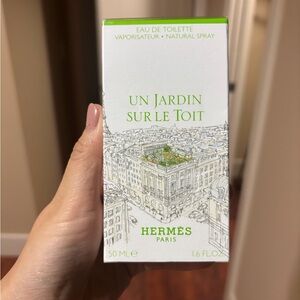 EAU DE TOILETTE
VAPORISATEUR • NATURAL SPRAY
UN JARDIN
SUR LE TOIT
HERMÈS
PARIS
50 ML ℮ 1.6 FL.OZ